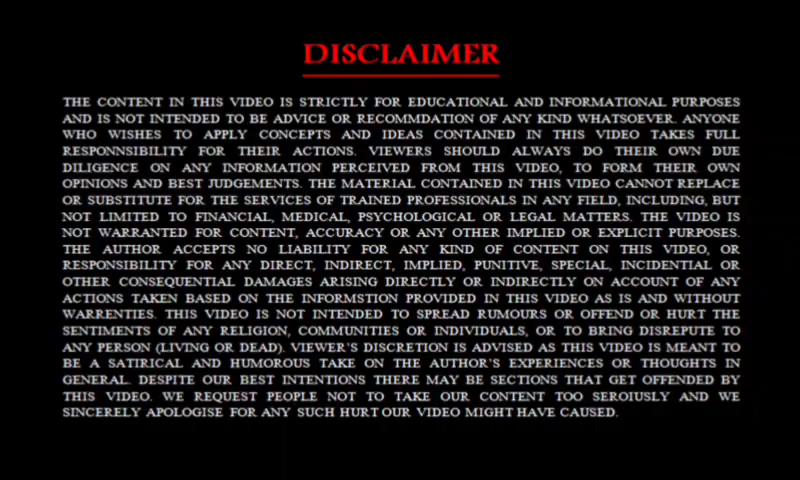 DISCLAIMER
THE CONTENT IN THIS VIDEO IS STRICTLY FOR EDUCATIONAL AND INFORMATIONAL PURPOSES
AND IS NOT INTENDED TO BE ADVICE OR RECOMMDATION OF ANY KIND WHATSOEVER. ANYONE
WHO WISHES TO APPLY CONCEPTS AND IDEAS CONTAINED IN THIS VIDEO TAKES FULL
RESPONNSIBILITY FOR THEIR ACTIONS. VIEWERS SHOULD ALWAYS DO THEIR OWN DUE
DILIGENCE ON ANY INFORMATION PERCEIVED FROM THIS VIDEO, TO FORM THEIR OWN
OPINIONS AND BEST JUDGEMENTS. THE MATERIAL CONTAINED IN THIS VIDEO CANNOT REPLACE
OR SUBSTITUTE FOR THE SERVICES OF TRAINED PROFESSIONALS IN ANY FIELD, INCLUDING, BUT
NOT LIMITED TO FINANCIAL, MEDICAL, PSYCHOLOGICAL OR LEGAL MATTERS. THE VIDEO IS
NOT WARRANTED FOR CONTENT, ACCURACY OR ANY OTHER IMPLIED OR EXPLICIT PURPOSES.
THE AUTHOR ACCEPTS NO LIABILITY FOR ANY KIND OF CONTENT ON THIS VIDEO, OR
RESPONSIBILITY FOR ANY DIRECT, INDIRECT, IMPLIED, PUNITIVE, SPECIAL, INCIDENTAL OR
OTHER CONSEQUENTIAL DAMAGES ARISING DIRECTLY OR INDIRECTLY ON ACCOUNT OF ANY
ACTIONS TAKEN BASED ON THE INFORMSTION PROVIDED IN THIS VIDEO AS IS AND WITHOUT
WARRENTIES. THIS VIDEO IS NOT INTENDED TO SPREAD RUMOURS OR OFFEND OR HURT THE
SENTIMENTS OF ANY RELIGION, COMMUNITIES OR INDIVIDUALS, OR TO BRING DISREPUTE TO
ANY PERSON (LIVING OR DEAD). VIEWER'S DISCRETION IS ADVISED AS THIS VIDEO IS MEANT TO
BE A SATIRICAL AND HUMOROUS TAKE ON THE AUTHOR'S EXPERIENCES OR THOUGHTS IN
GENERAL. DESPITE OUR BEST INTENTIONS THERE MAY BE SECTIONS THAT GET OFFENDED BY
THIS VIDEO. WE REQUEST PEOPLE NOT TO TAKE OUR CONTENT TOO SEROIUSLY AND WE
SINCERELY APOLOGISE FOR ANY SUCH HURT OUR VIDEO MIGHT HAVE CAUSED.